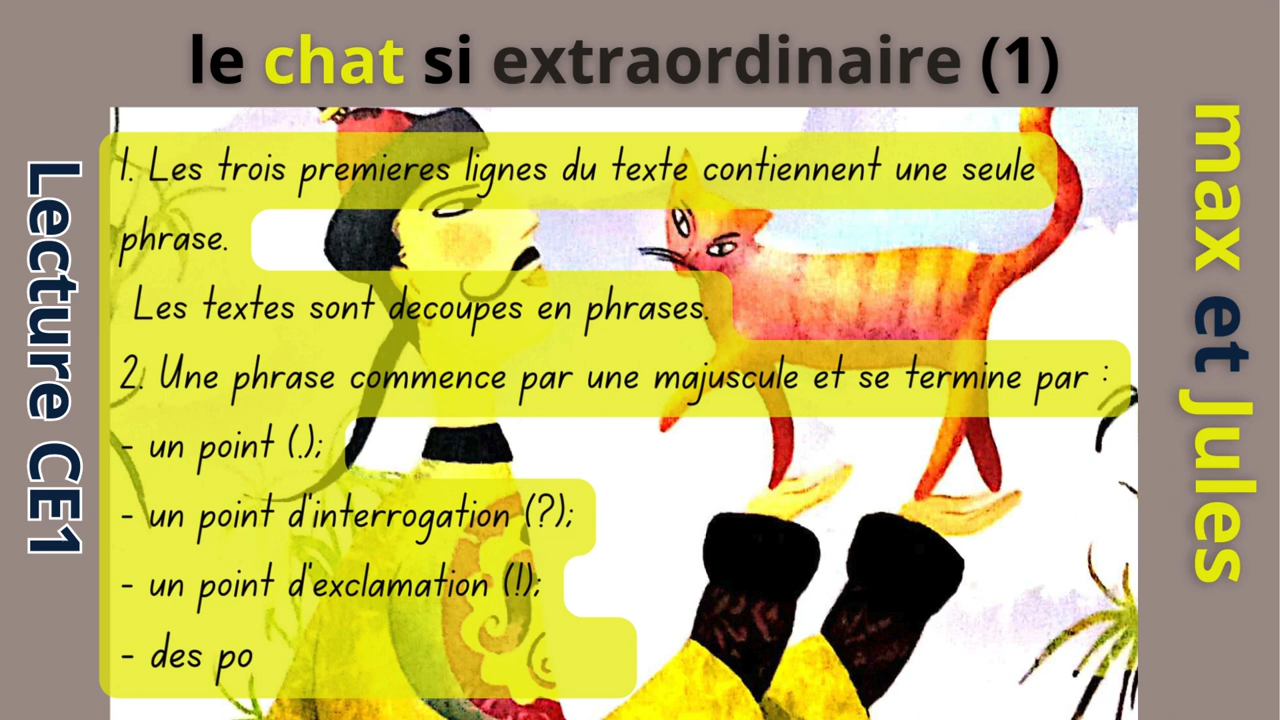 le chat si extraordinaire (1)
Lecture CE1
1. Les trois premieres lignes du texte contiennent une seule
phrase.
Les textes sont decoupes en phrases.
2. Une phrase commence par une majuscule et se termine par :
- un point (.);
- un point d'interrogation (?);
- un point d'exclamation (!);
- des po
max et Jules